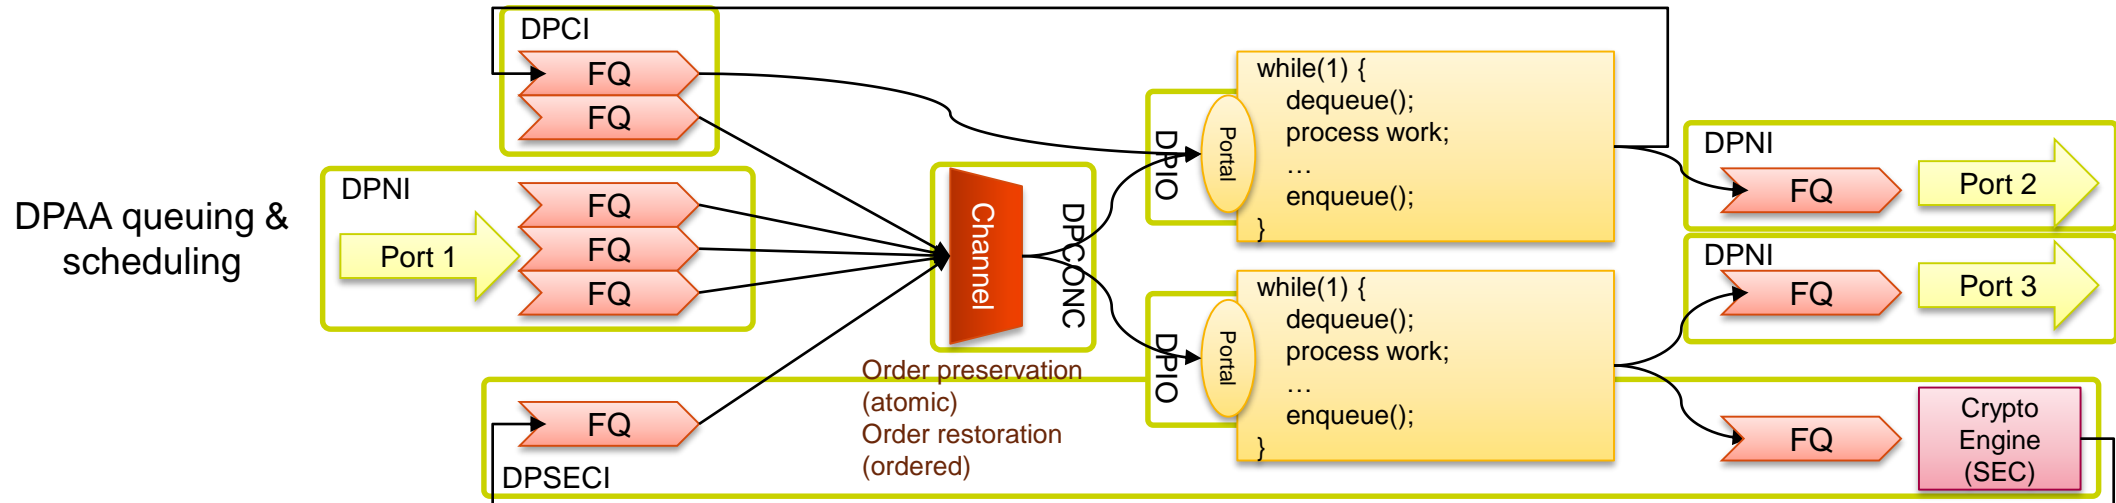 DPAA queuing &
scheduling
DPCI
FQ
FQ
DPNI
Port 1
FQ
FQ
FQ
FQ
DPSECI
Channel
DPCONC
Order preservation
(atomic)
Order restoration
(ordered)
DPIO
Portal
while(1) {
dequeue();
process work;
…
enqueue();
}
DPIO
Portal
while(1) {
dequeue();
process work;
…
enqueue();
}
DPNI
FQ
Port 2
DPNI
FQ
Port 3
FQ
Crypto
Engine
(SEC)